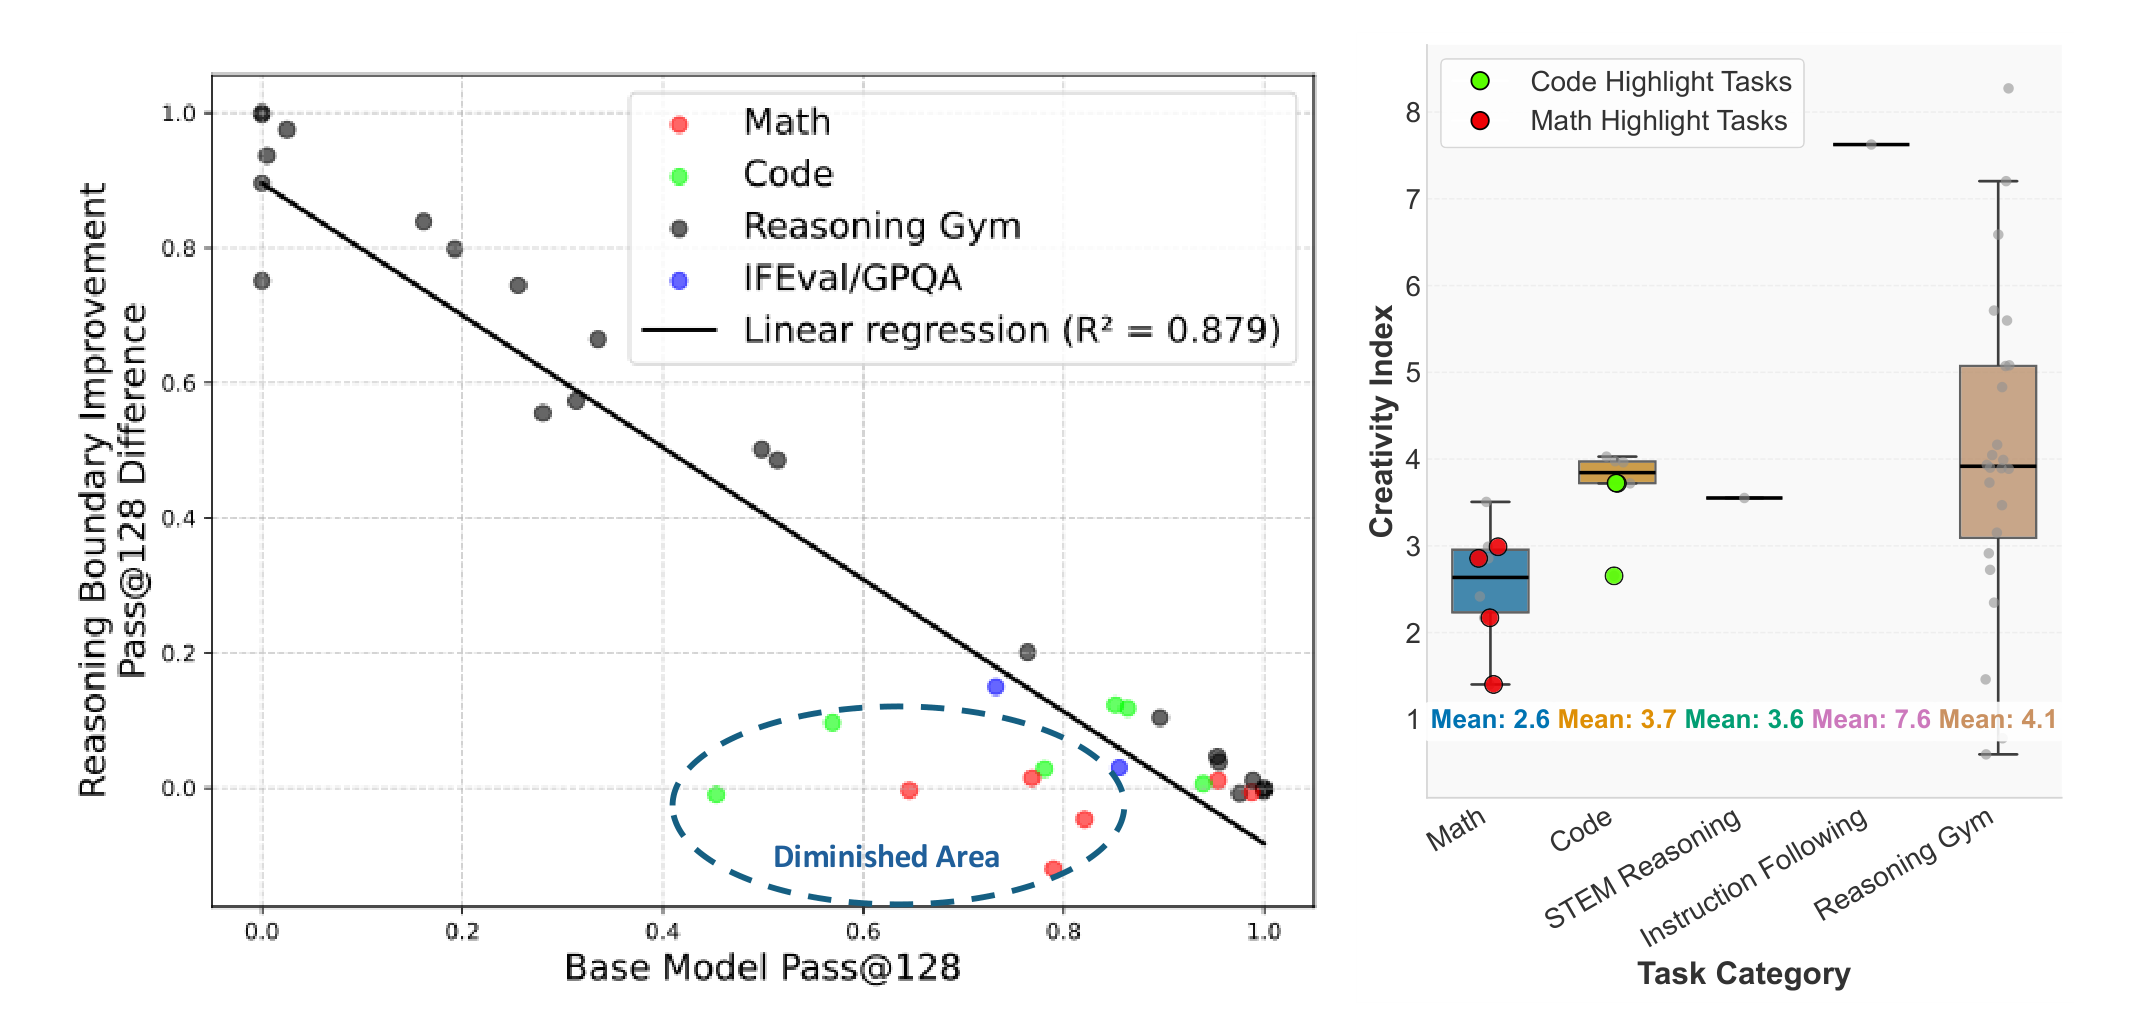 Reasoning Boundary Improvement
Pass@128 Difference
1.0
0.8
0.6
0.4
0.2
0.0
Math
Code
Reasoning Gym
IFEval/GPQA
Linear regression (R² = 0.879)
Diminished Area
0.0 0.2 0.4 0.6 0.8 1.0
Base Model Pass@128
Creativity Index
8
7
6
5
4
3
2
1
Code Highlight Tasks
Math Highlight Tasks
Mean: 2.6 Mean: 3.7 Mean: 3.6 Mean: 7.6 Mean: 4.1
Math
Code
STEM Reasoning
Instruction Following
Reasoning Gym
Task Category